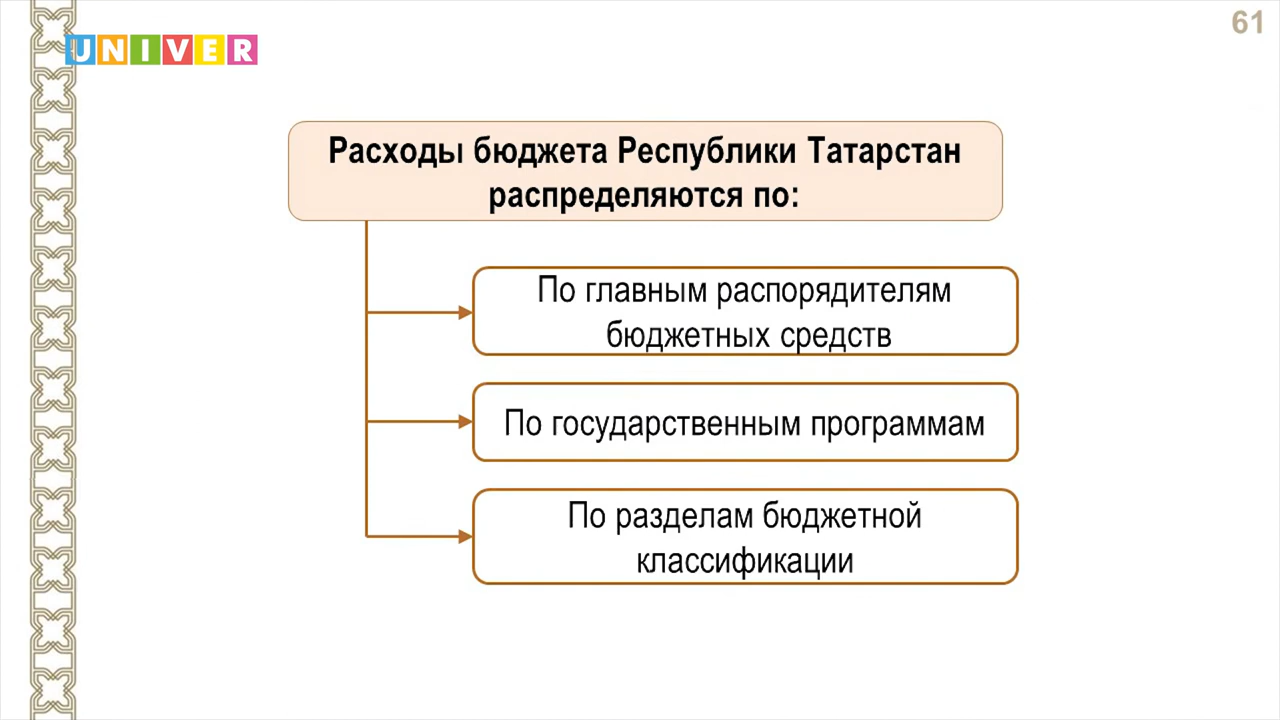 61
UNIVER
Расходы бюджета Республики Татарстан
распределяются по:
По главным распорядителям
бюджетных средств
По государственным программам
По разделам бюджетной
классификации